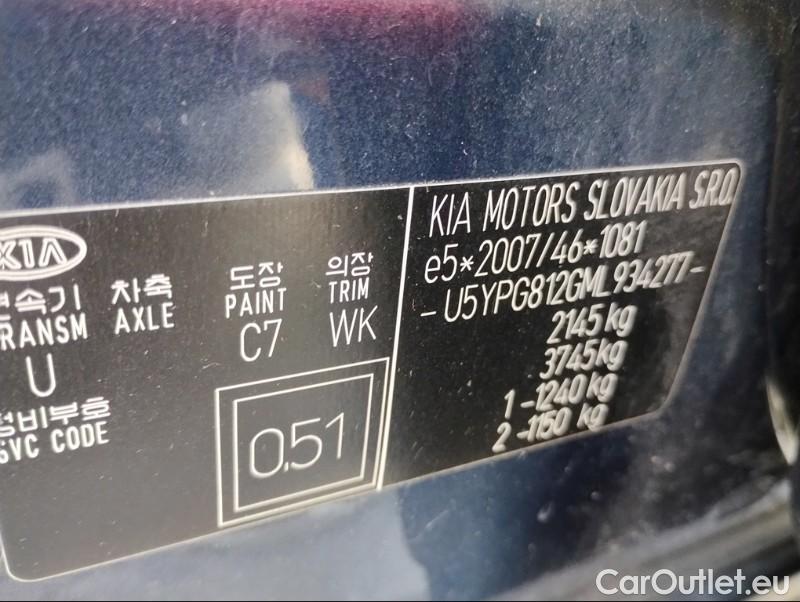 KIA
변속기 차축 도장 의장
TRANSM AXLE PAINT TRIM
U C7 WK
정비부호
SVC CODE
0.51
KIA MOTORS SLOVAKIA S.R.O.
e5*2007/46*1081
- U5YPG812GML934277 -
2145 kg
3745kg
1 -1240 kg
2 -1150 kg
CarOutlet.eu